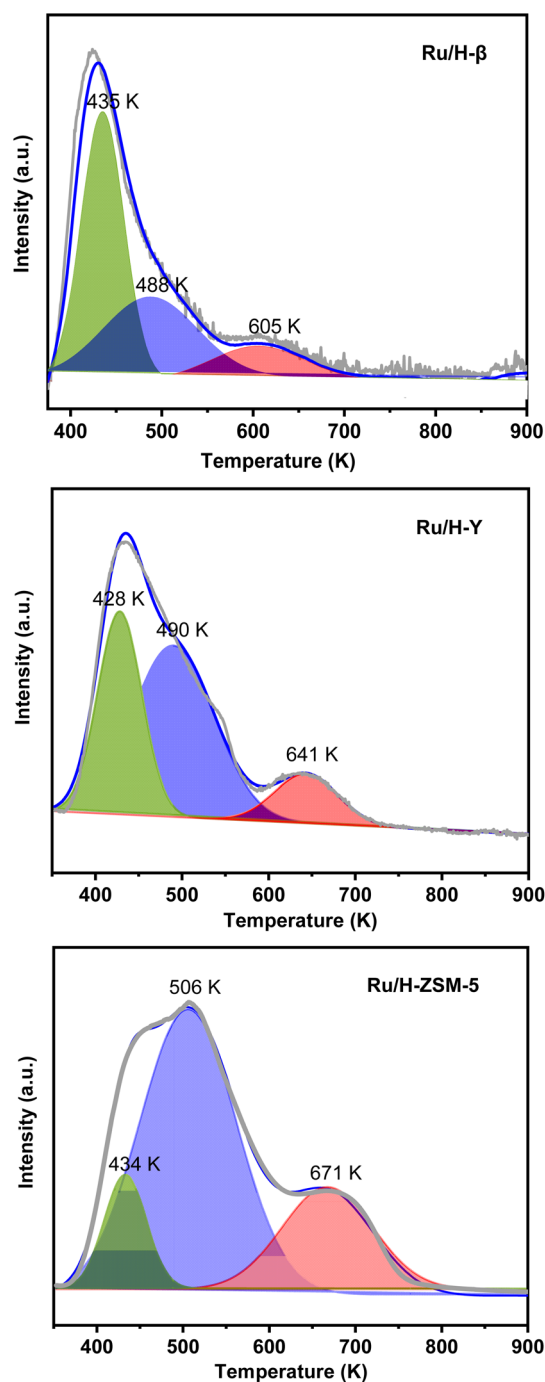 Ru/H-β
435 K
488 K
605 K
Intensity (a.u.)
400 500 600 700 800 900
Temperature (K)
Ru/H-Y
428 K
490 K
641 K
Intensity (a.u.)
400 500 600 700 800 900
Temperature (K)
506 K
Ru/H-ZSM-5
434 K
671 K
Intensity (a.u.)
400 500 600 700 800 900
Temperature (K)